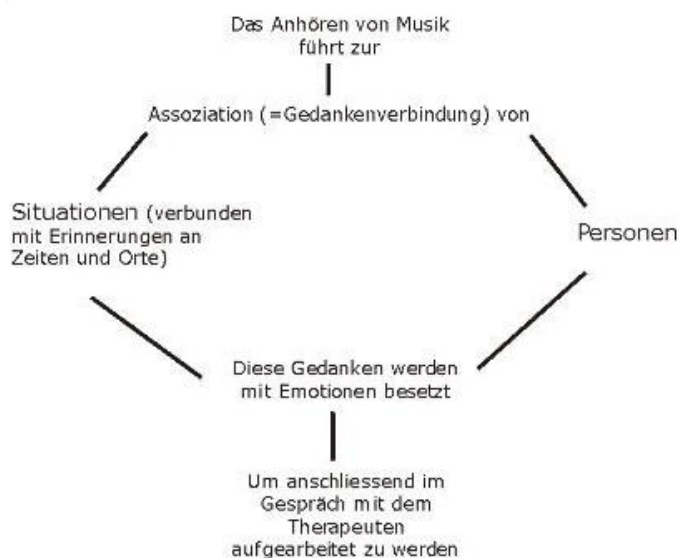 Das Anhören von Musik
führt zur
Assoziation (=Gedankenverbindung) von
Situationen (verbunden
mit Erinnerungen an
Zeiten und Orte)
Personen
Diese Gedanken werden
mit Emotionen besetzt
Um anschliessend im
Gespräch mit dem
Therapeuten
aufgearbeitet zu werden